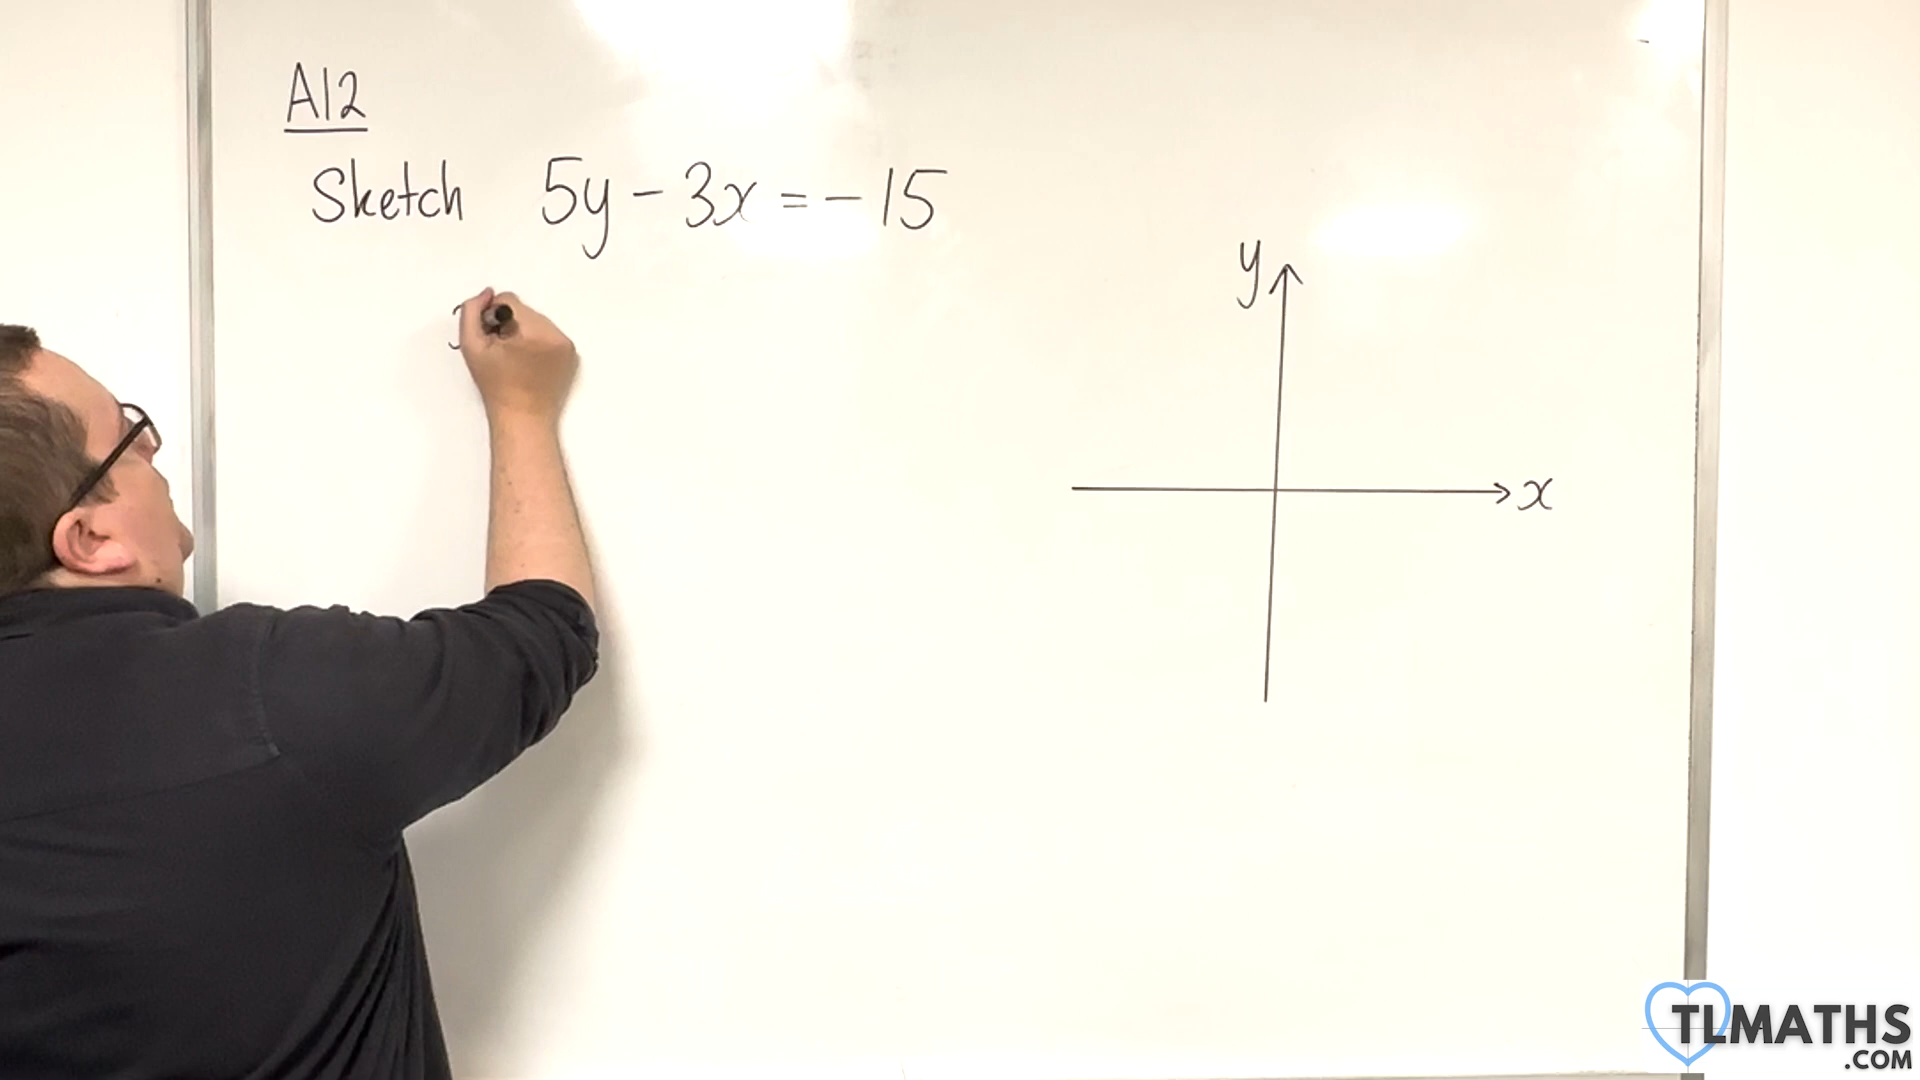 A12
Sketch 5y - 3x = -15
y
x
TLMATHS
.COM